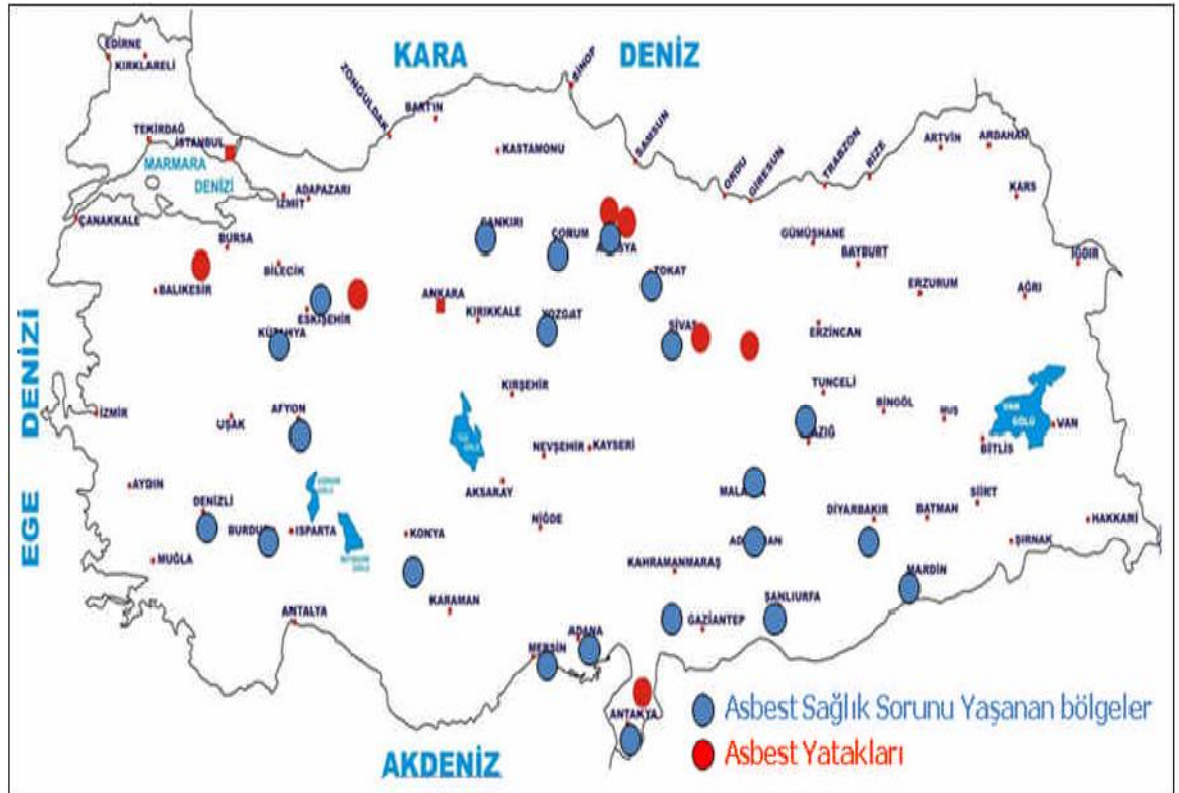 KARA DENİZ
EDİRNE
KIRKLARELİ
TEKİRDAĞ
İSTANBUL
MARMARA
DENİZİ
ÇANAKKALE
ZONGULDAK
BARTIN
KASTAMONU
SİNOP
SAMSUN
ORDU
GİRESUN
TRABZON
RİZE
ARTVİN
ARDAHAN
KARS
IĞDIR
İZMİT
ADAPAZARI
BURSA
BİLECİK
BALIKESİR
ESKİŞEHİR
ANKARA
KIRIKKALE
ÇORUM
TOKAT
GÜMÜŞHANE
BAYBURT
ERZURUM
AĞRI
ERZİNCAN
EGE DENİZİ
İZMİR
UŞAK
AFYON
KIRŞEHİR
NEVŞEHİR
KAYSERİ
AKSARAY
NİĞDE
TUNCELİ
BİNGÖL
MUŞ
VAN
GÖLÜ
VAN
BİTLİS
SİİRT
BATMAN
DİYARBAKIR
HAKKARİ
ŞIRNAK
MARDİN
AYDIN
DENİZLİ
ISPARTA
MUĞLA
ANTALYA
KONYA
KARAMAN
MERSİN
ADANA
KAHRAMANMARAŞ
GAZİANTEP
ŞANLIURFA
ANTAKYA
AKDENİZ
Asbest Sağlık Sorunu Yaşanan bölgeler
Asbest Yatakları